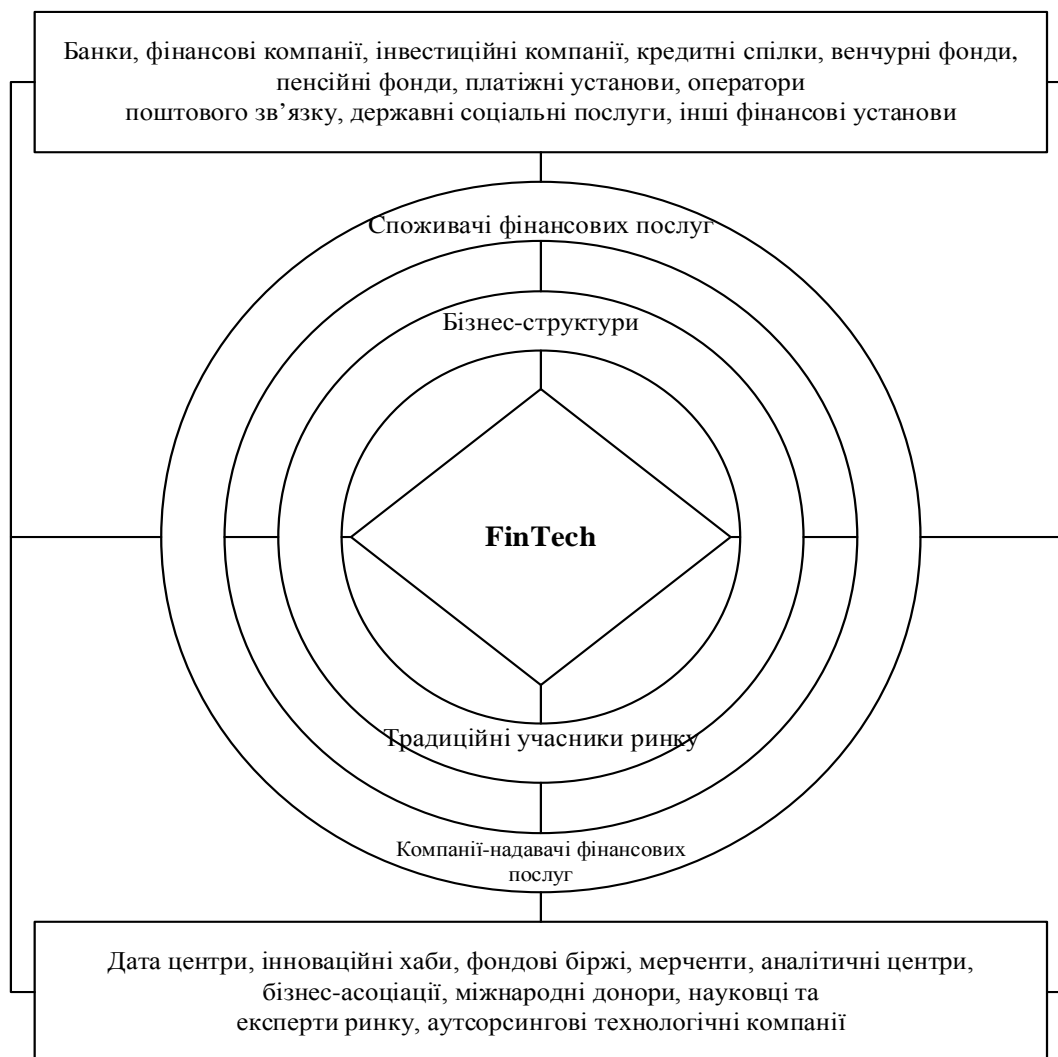 Банки, фінансові компанії, інвестиційні компанії, кредитні спілки, венчурні фонди,
пенсійні фонди, платіжні установи, оператори
поштового зв’язку, державні соціальні послуги, інші фінансові установи
Споживачі фінансових послуг
Бізнес-структури
FinTech
Традиційні учасники ринку
Компанії-надавачі фінансових
послуг
Дата центри, інноваційні хаби, фондові біржі, мерченти, аналітичні центри,
бізнес-асоціації, міжнародні донори, науковці та
експерти ринку, аутсорсингові технологічні компанії